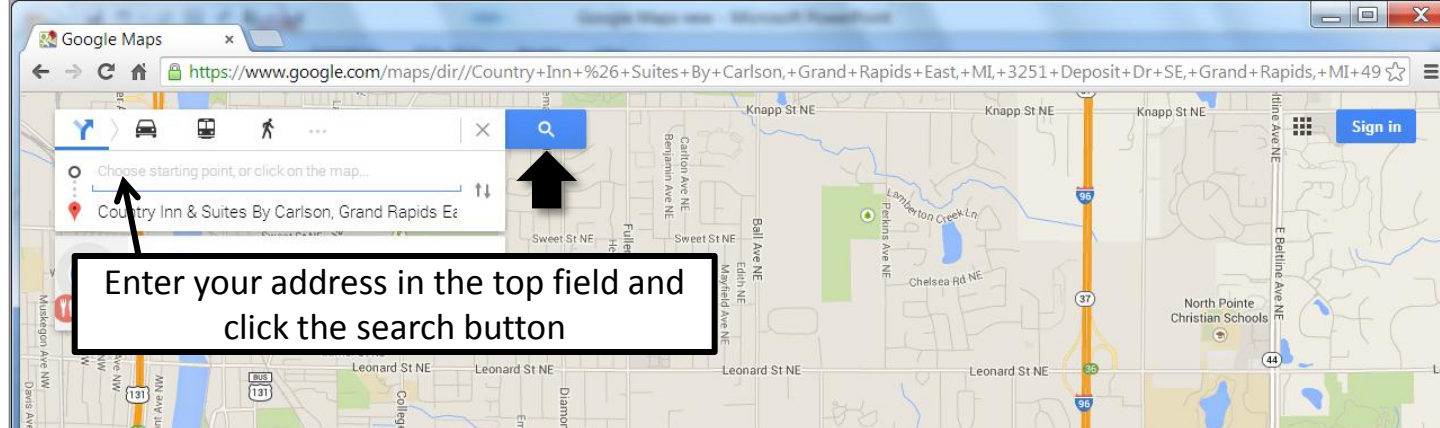 Google Maps new - Microsoft PowerPoint
Google Maps
https://www.google.com/maps/dir//Country+Inn+%26+Suites+By+Carlson,+Grand+Rapids+East,+MI,+3251+Deposit+Dr+SE,+Grand+Rapids,+MI+49
Knapp St NE
Knapp St NE
Knapp St NE
Sign in
Choose starting point, or click on the map...
Country Inn & Suites By Carlson, Grand Rapids Ea
Enter your address in the top field and
click the search button
Carlton Ave NE
Benjamin Ave NE
Lamberton Creek Ln
Perkins Ave NE
96
Sweet St NE
Sweet St NE
Fuller
Ball Ave NE
Edith NE
Mayfield Ave NE
Chelsea Rd NE
E Beltline Ave NE
37
North Pointe
Christian Schools
Muskegon Ave NW
44
Leonard St NE
Leonard St NE
Leonard St NE
Leonard St NE
36
131
BUS
131
96
Colleg
Diamon
Davis Ave